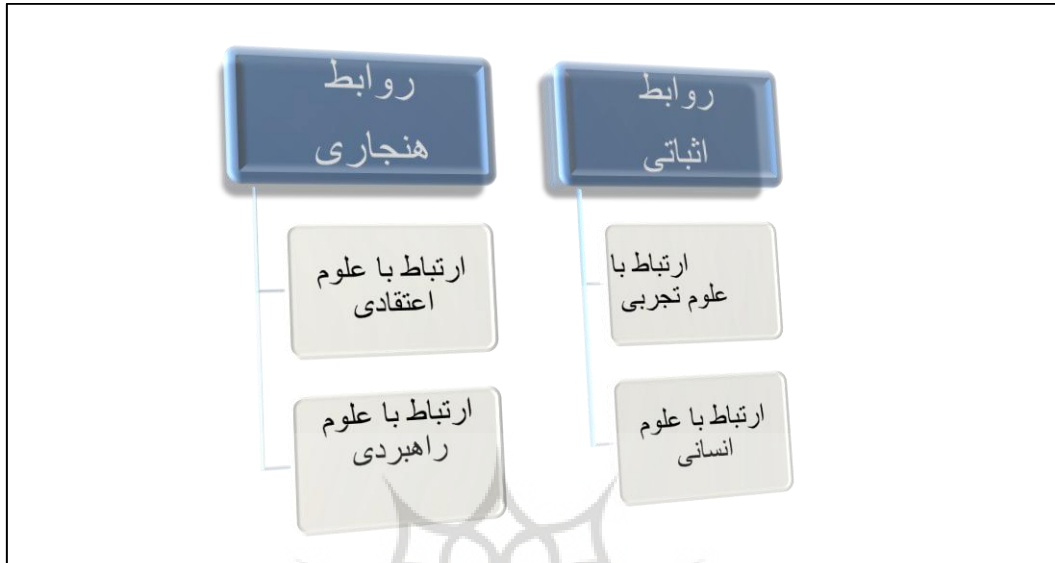 روابط
اثباتی
ارتباط با
علوم تجربی
ارتباط با علوم
انسانی
روابط
هنجاری
ارتباط با علوم
اعتقادی
ارتباط با علوم
راهبردی